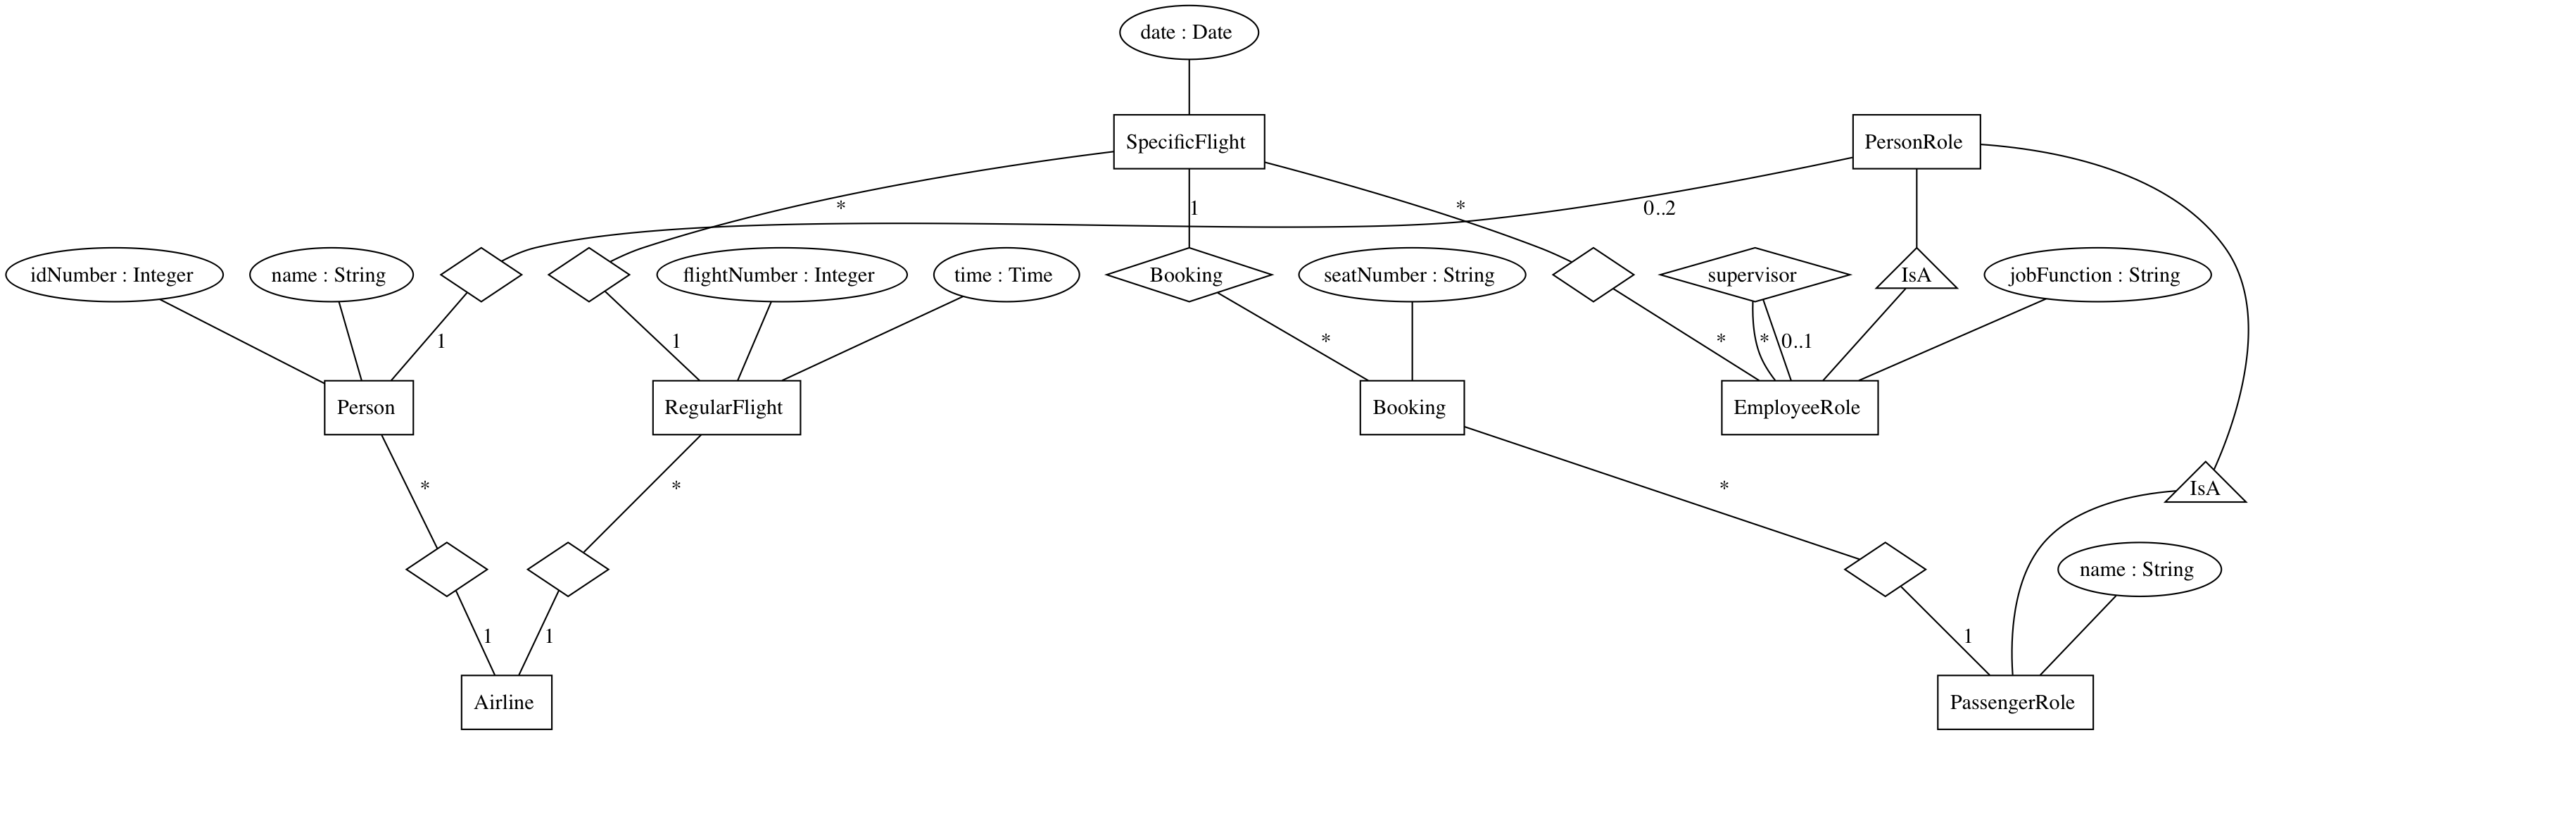 date : Date
SpecificFlight
PersonRole
*
1
*
0..2
idNumber : Integer
name : String
flightNumber : Integer
time : Time
Booking
seatNumber : String
supervisor
IsA
jobFunction : String
1
1
*
*
*
0..1
Person
RegularFlight
Booking
EmployeeRole
*
*
*
IsA
name : String
1
1
1
Airline
PassengerRole